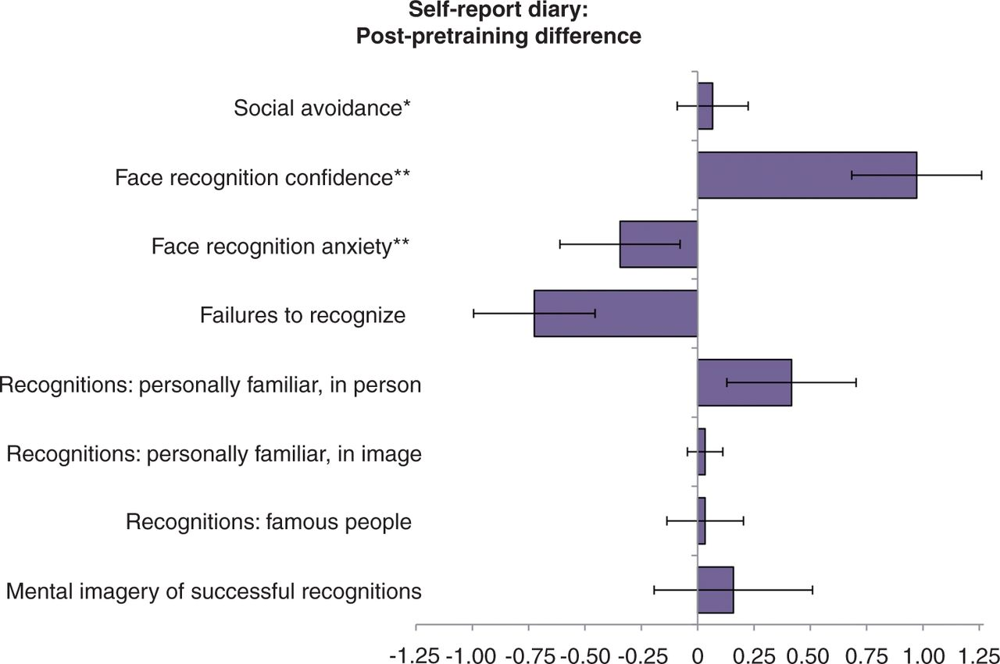 Self-report diary:
Post-pretraining difference
Social avoidance*
Face recognition confidence**
Face recognition anxiety**
Failures to recognize
Recognitions: personally familiar, in person
Recognitions: personally familiar, in image
Recognitions: famous people
Mental imagery of successful recognitions
-1.25 -1.00 -0.75 -0.50 -0.25 0 0.25 0.50 0.75 1.00 1.25